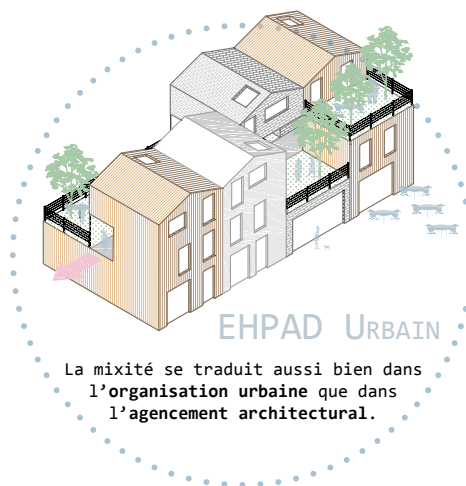 EHPAD URBAIN
La mixité se traduit aussi bien dans
l'organisation urbaine que dans
l'agencement architectural.